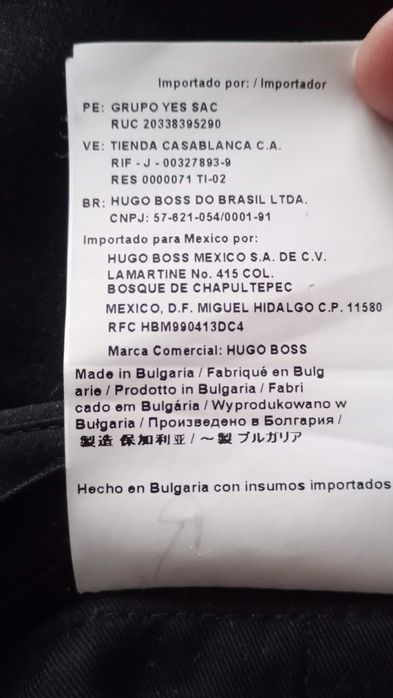 Importado por: / Importador
PE: GRUPO YES SAC
RUC 20338395290
VE: TIENDA CASABLANCA C.A.
RIF - J - 00327893-9
RES 0000071 TI-02
BR: HUGO BOSS DO BRASIL LTDA.
CNPJ: 57-621-054/0001-91
Importado para Mexico por:
HUGO BOSS MEXICO S.A. DE C.V.
LAMARTINE No. 415 COL.
BOSQUE DE CHAPULTEPEC
MEXICO, D.F. MIGUEL HIDALGO C.P. 11580
RFC HBM990413DC4
Marca Comercial: HUGO BOSS
Made in Bulgaria / Fabriqué en Bulg
arie / Prodotto in Bulgaria / Fabri
cado em Bulgária / Wyprodukowano w
Bułgaria / Произведено в Болгария /
製造 保加利亚 / ～製 ブルガリア
Hecho en Bulgaria con insumos importados